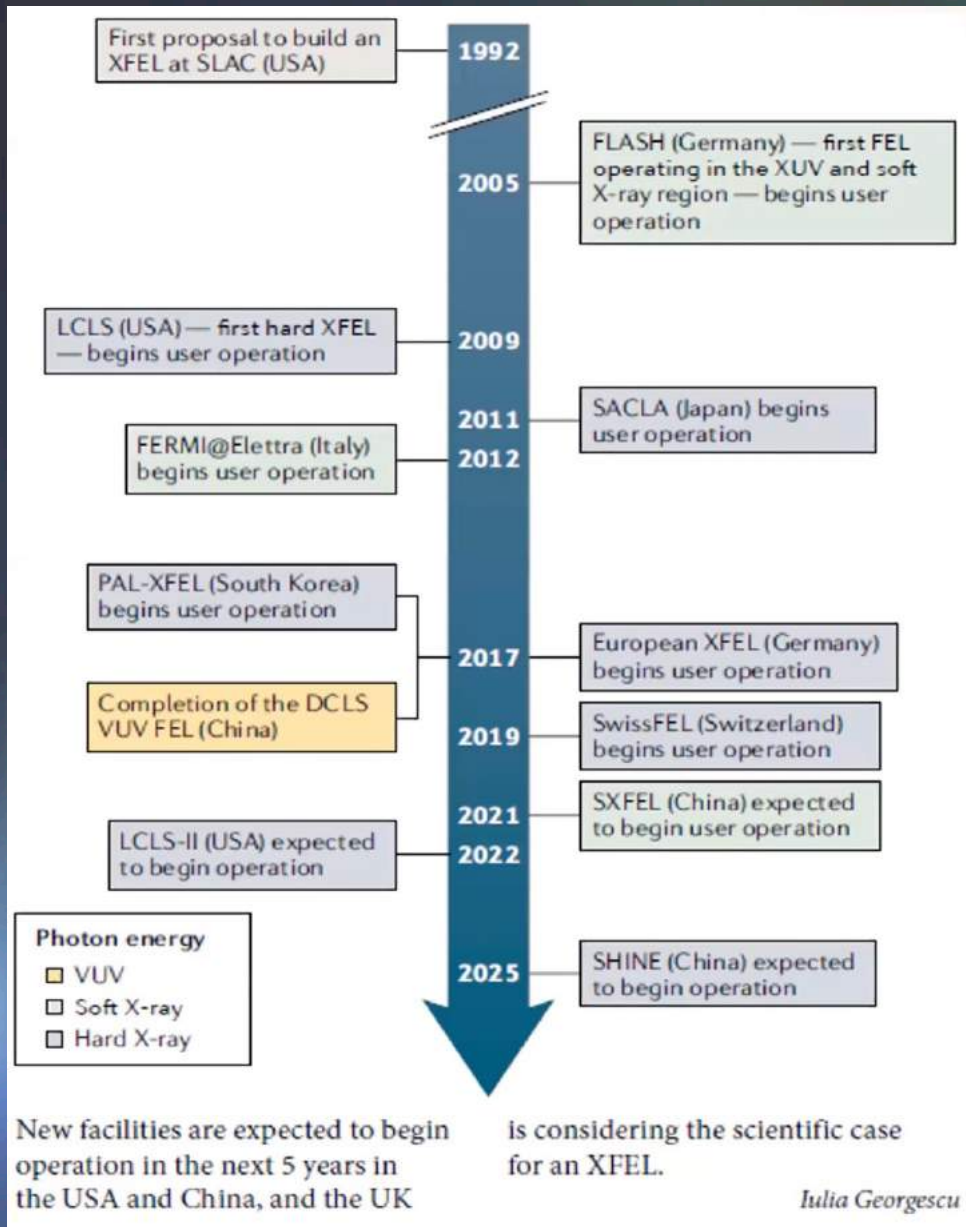 First proposal to build an
XFEL at SLAC (USA)
1992
FLASH (Germany) — first FEL
operating in the XUV and soft
X-ray region — begins user
operation
2005
LCLS (USA) — first hard XFEL
— begins user operation
2009
2011
SACLA (Japan) begins
user operation
FERMI@Elettra (Italy)
begins user operation
2012
PAL-XFEL (South Korea)
begins user operation
2017
European XFEL (Germany)
begins user operation
Completion of the DCLS
VUV FEL (China)
2019
SwissFEL (Switzerland)
begins user operation
2021
SXFEL (China) expected
to begin user operation
LCLS-II (USA) expected
to begin operation
2022
Photon energy
VUV
Soft X-ray
Hard X-ray
2025
SHINE (China) expected
to begin operation
New facilities are expected to begin
operation in the next 5 years in
the USA and China, and the UK
is considering the scientific case
for an XFEL.
Iulia Georgescu